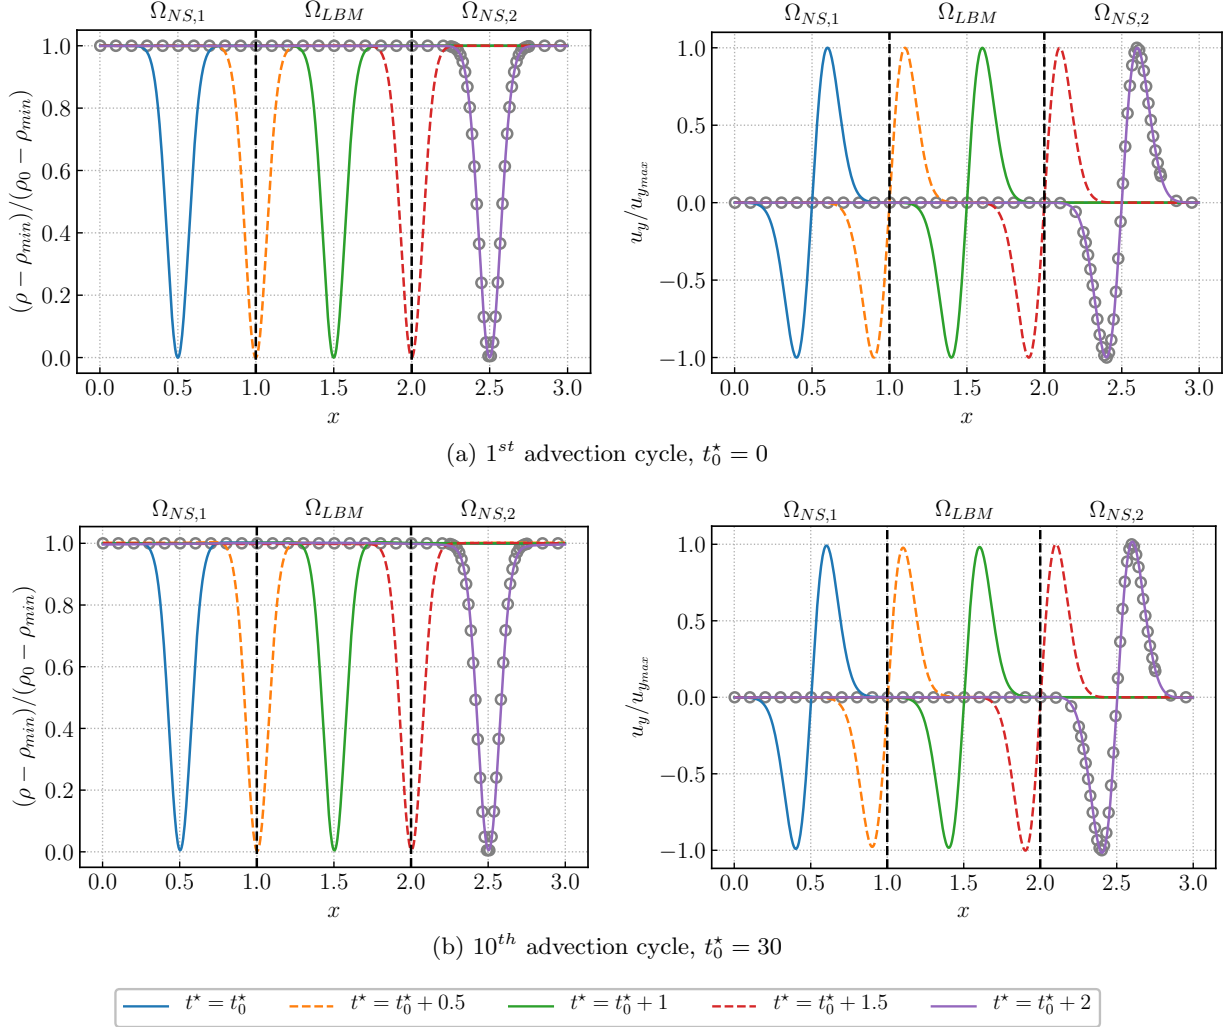 Ω_{NS,1} Ω_{LBM} Ω_{NS,2}
1.0
0.8
0.6
0.4
0.2
0.0
(ρ − ρ_{min})/(ρ_0 − ρ_{min})
0.0 0.5 1.0 1.5 2.0 2.5 3.0
x
Ω_{NS,1} Ω_{LBM} Ω_{NS,2}
1.0
0.5
0.0
−0.5
−1.0
u_y/u_{y_{max}}
0.0 0.5 1.0 1.5 2.0 2.5 3.0
x
(a) 1^{st} advection cycle, t_0^⋆ = 0
Ω_{NS,1} Ω_{LBM} Ω_{NS,2}
1.0
0.8
0.6
0.4
0.2
0.0
(ρ − ρ_{min})/(ρ_0 − ρ_{min})
0.0 0.5 1.0 1.5 2.0 2.5 3.0
x
Ω_{NS,1} Ω_{LBM} Ω_{NS,2}
1.0
0.5
0.0
−0.5
−1.0
u_y/u_{y_{max}}
0.0 0.5 1.0 1.5 2.0 2.5 3.0
x
(b) 10^{th} advection cycle, t_0^⋆ = 30
t^⋆ = t_0^⋆ t^⋆ = t_0^⋆ + 0.5 t^⋆ = t_0^⋆ + 1 t^⋆ = t_0^⋆ + 1.5 t^⋆ = t_0^⋆ + 2